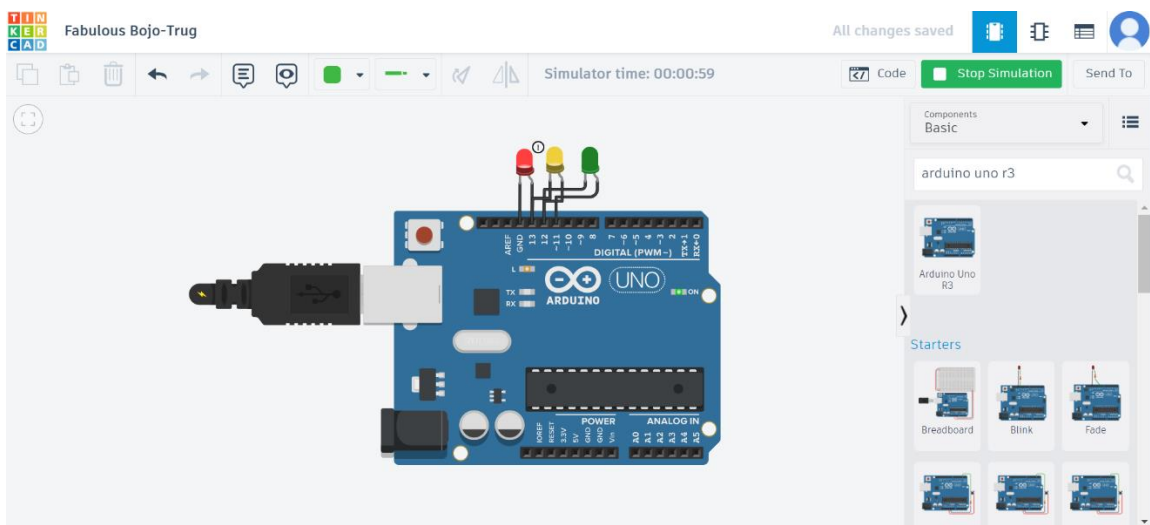 TIN
KER
CAD
Fabulous Bojo-Trug
All changes saved
Simulator time: 00:00:59
Code
Stop Simulation
Send To
Components
Basic
arduino uno r3
Arduino Uno
R3
Starters
Breadboard
Blink
Fade
AREF
GND
13
12
~11
~10
~9
8
7
~6
~5
4
~3
2
TX→1
RX←0
DIGITAL (PWM~)
L
TX
RX
ARDUINO
UNO
ON
POWER
ANALOG IN
IOREF
RESET
3.3V
5V
GND
GND
Vin
A0
A1
A2
A3
A4
A5